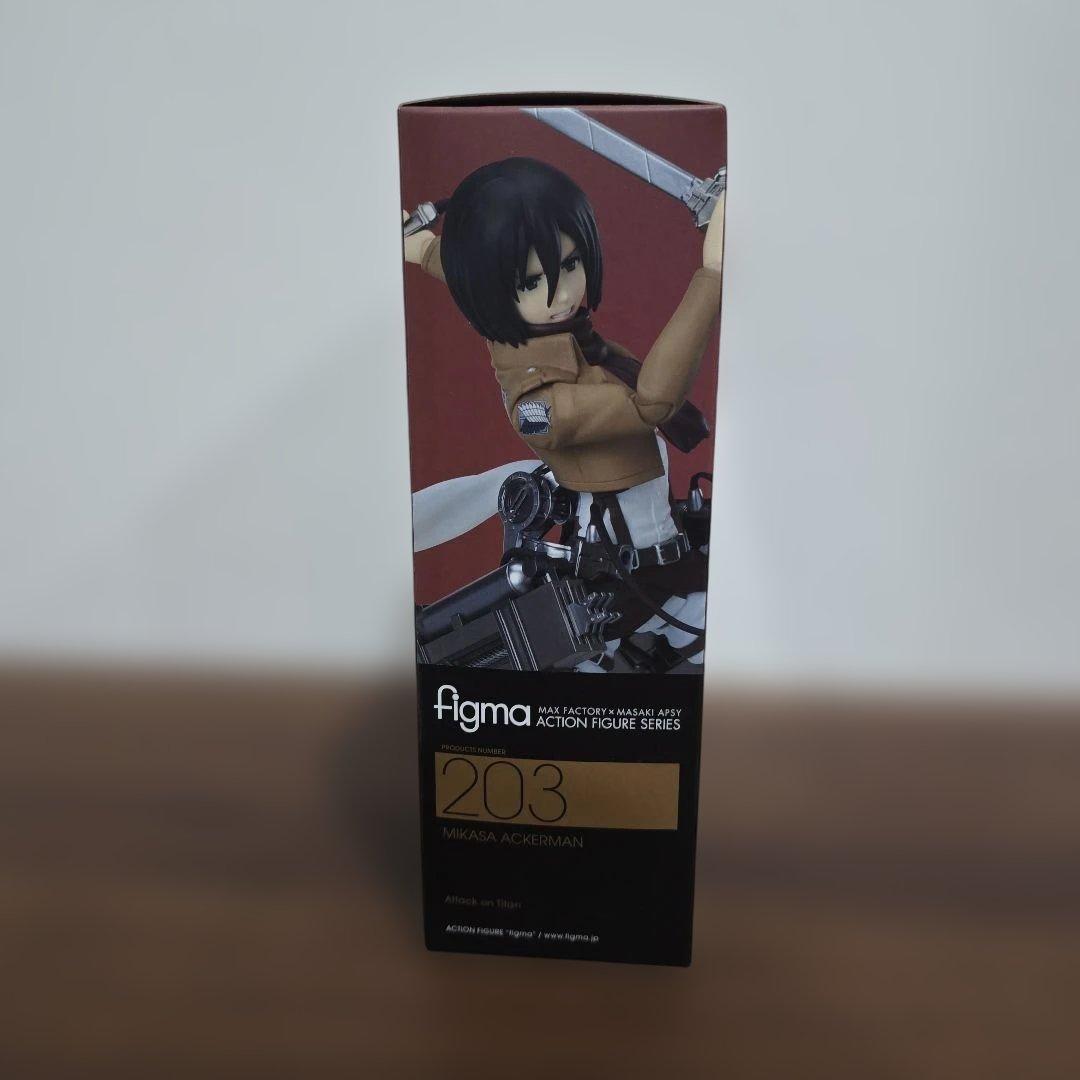 figma MAX FACTORY × MASAKI APSY
ACTION FIGURE SERIES
PRODUCTS NUMBER
203
MIKASA ACKERMAN
Attack on Titan
ACTION FIGURE "figma" / www.figma.jp